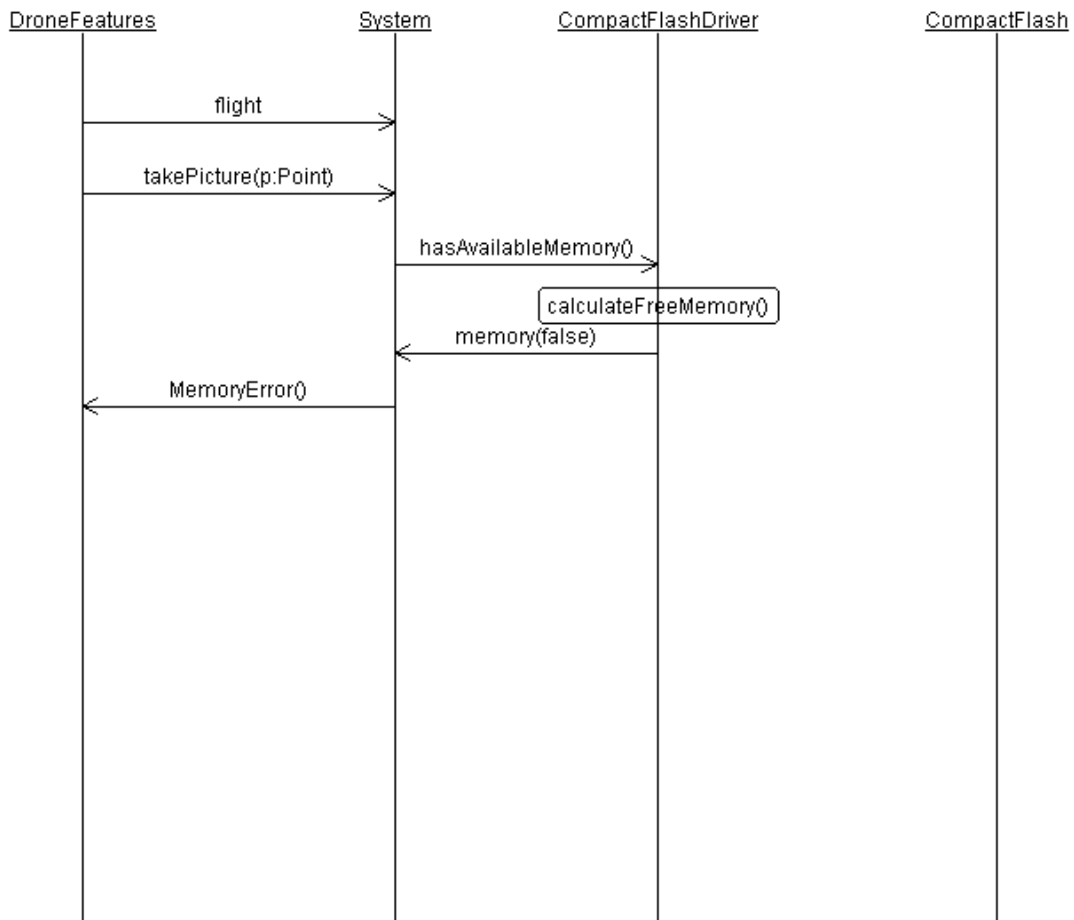 DroneFeatures System CompactFlashDriver CompactFlash
flight
takePicture(p:Point)
hasAvailableMemory()
calculateFreeMemory()
memory(false)
MemoryError()